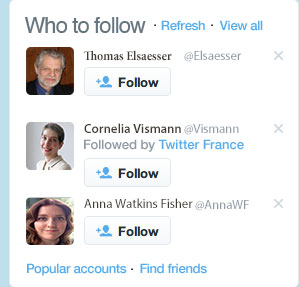 Who to follow · Refresh · View all
Thomas Elsaesser @Elsaesser ×
Follow
Cornelia Vismann @Vismann ×
Followed by Twitter France
Follow
Anna Watkins Fisher @AnnaWF ×
Follow
Popular accounts · Find friends